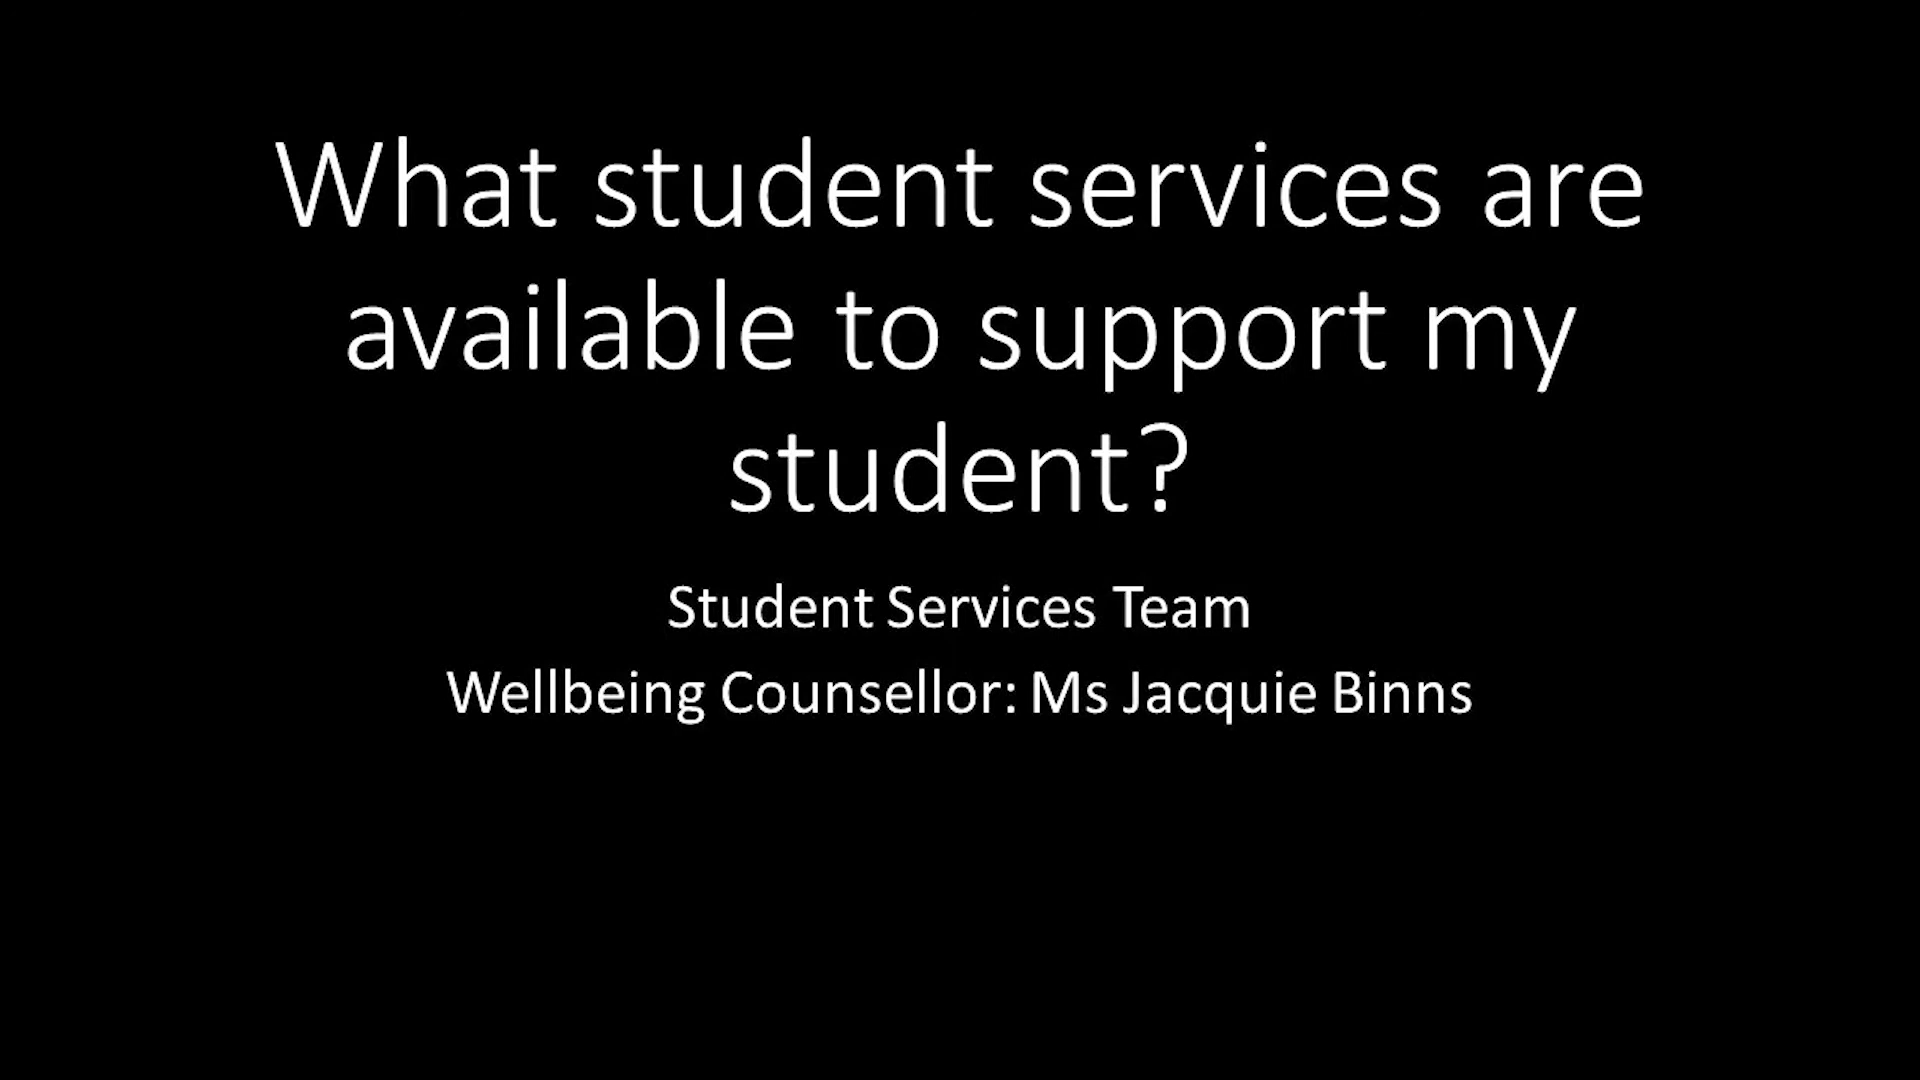 What student services are
available to support my
student?
Student Services Team
Wellbeing Counsellor: Ms Jacquie Binns